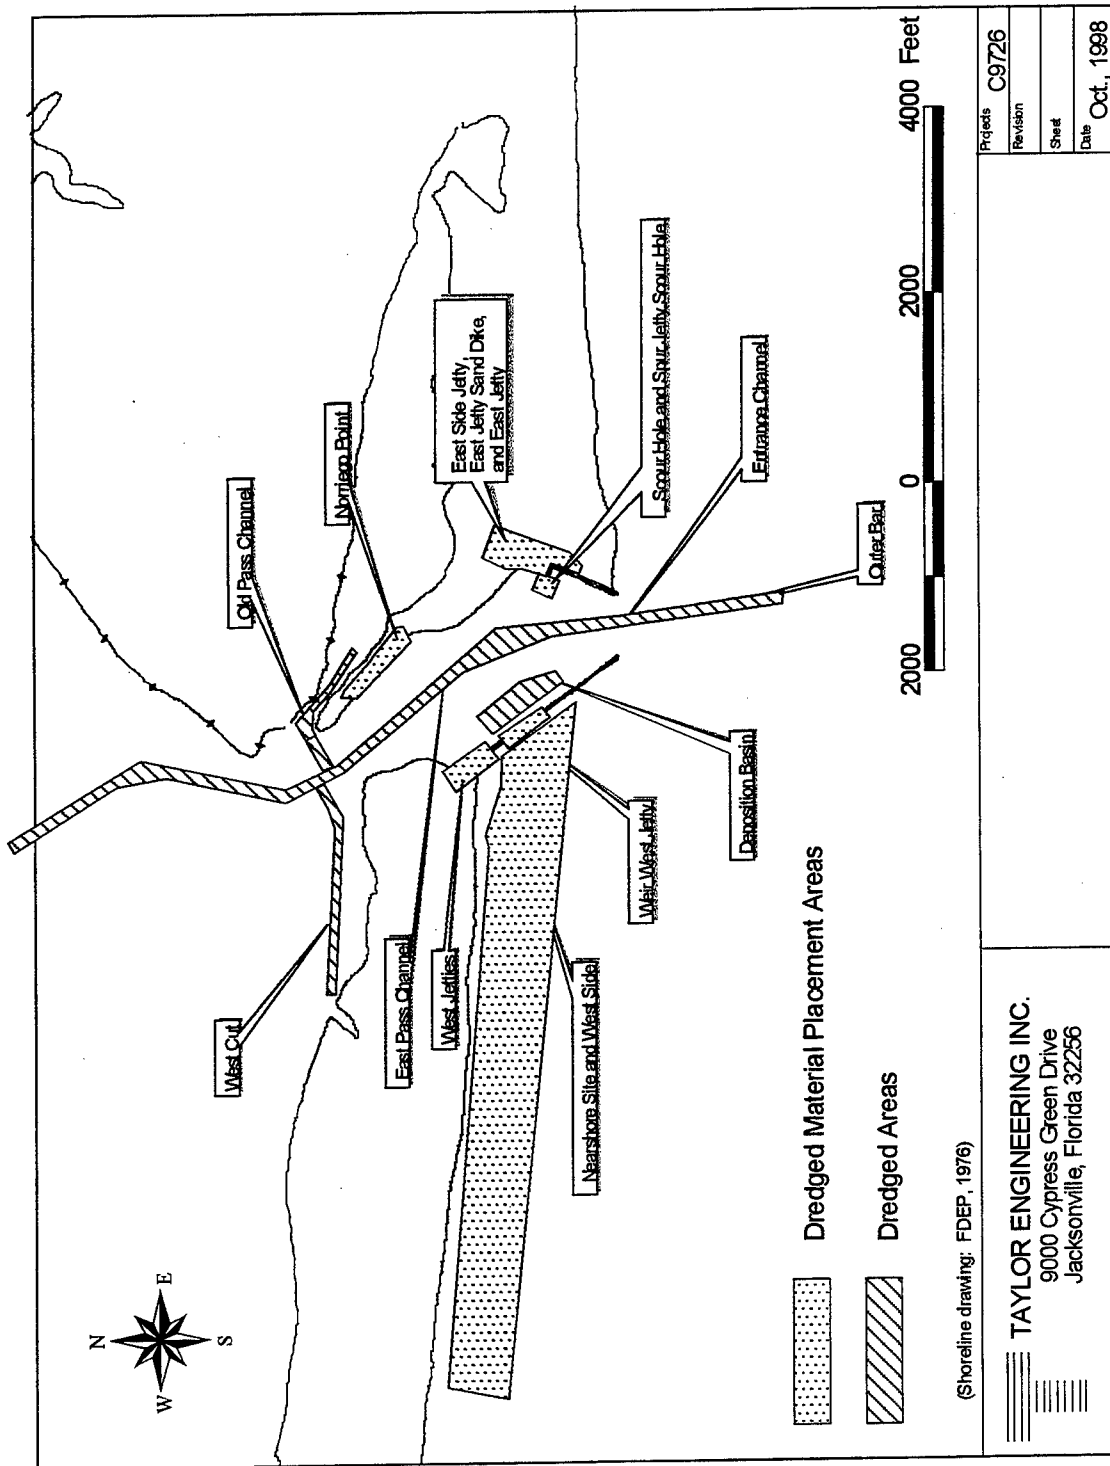 N
W
E
S
West Cut
Old Pass Channel
Norriego Point
East Pass Channel
West Jetties
East Side Jetty,
East Jetty Sand Dike,
and East Jetty
Scour Hole and Spur Jetty Scour Hole
Nearshore Site and West Side
Weir West Jetty
Deposition Basin
Entrance Channel
Outer Bar
Dredged Material Placement Areas
Dredged Areas
2000
0
2000
4000 Feet
(Shoreline drawing: FDEP, 1976)
TAYLOR ENGINEERING INC.
9000 Cypress Green Drive
Jacksonville, Florida 32256
Projects C9726
Revision
Sheet
Date Oct., 1998